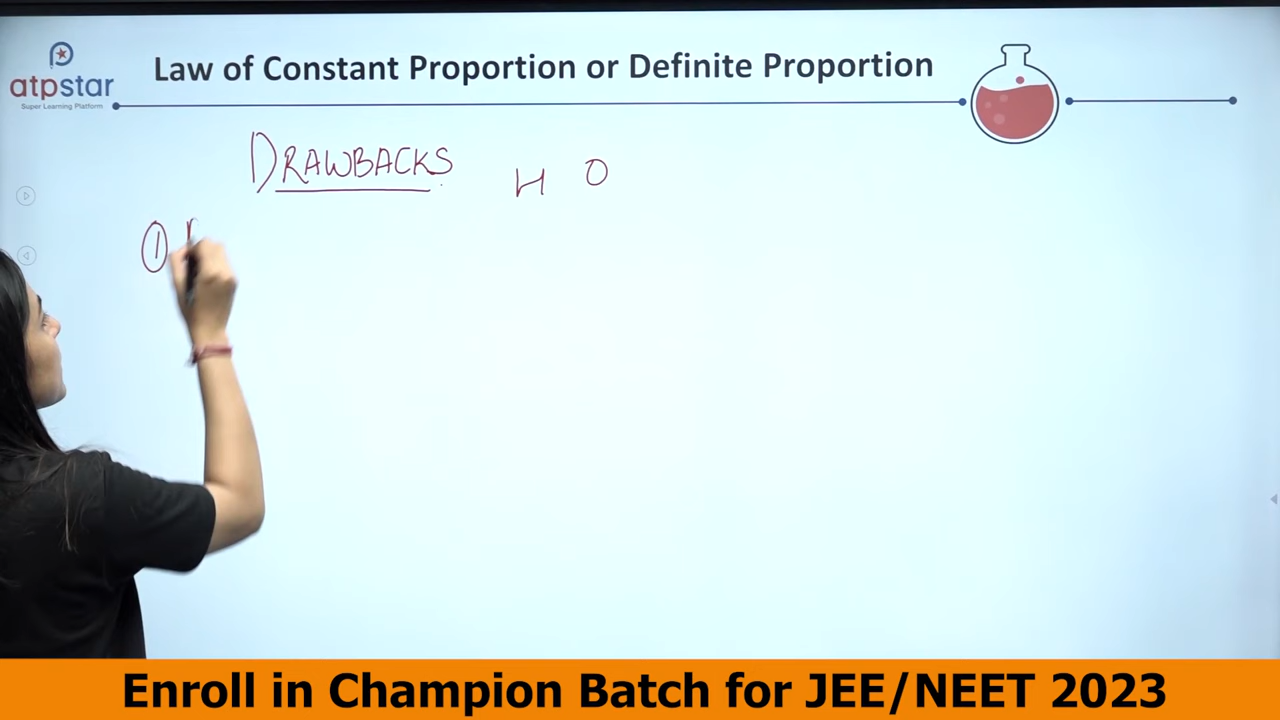 atpstar
Super Learning Platform
Law of Constant Proportion or Definite Proportion
DRAWBACKS
H O
①
Enroll in Champion Batch for JEE/NEET 2023